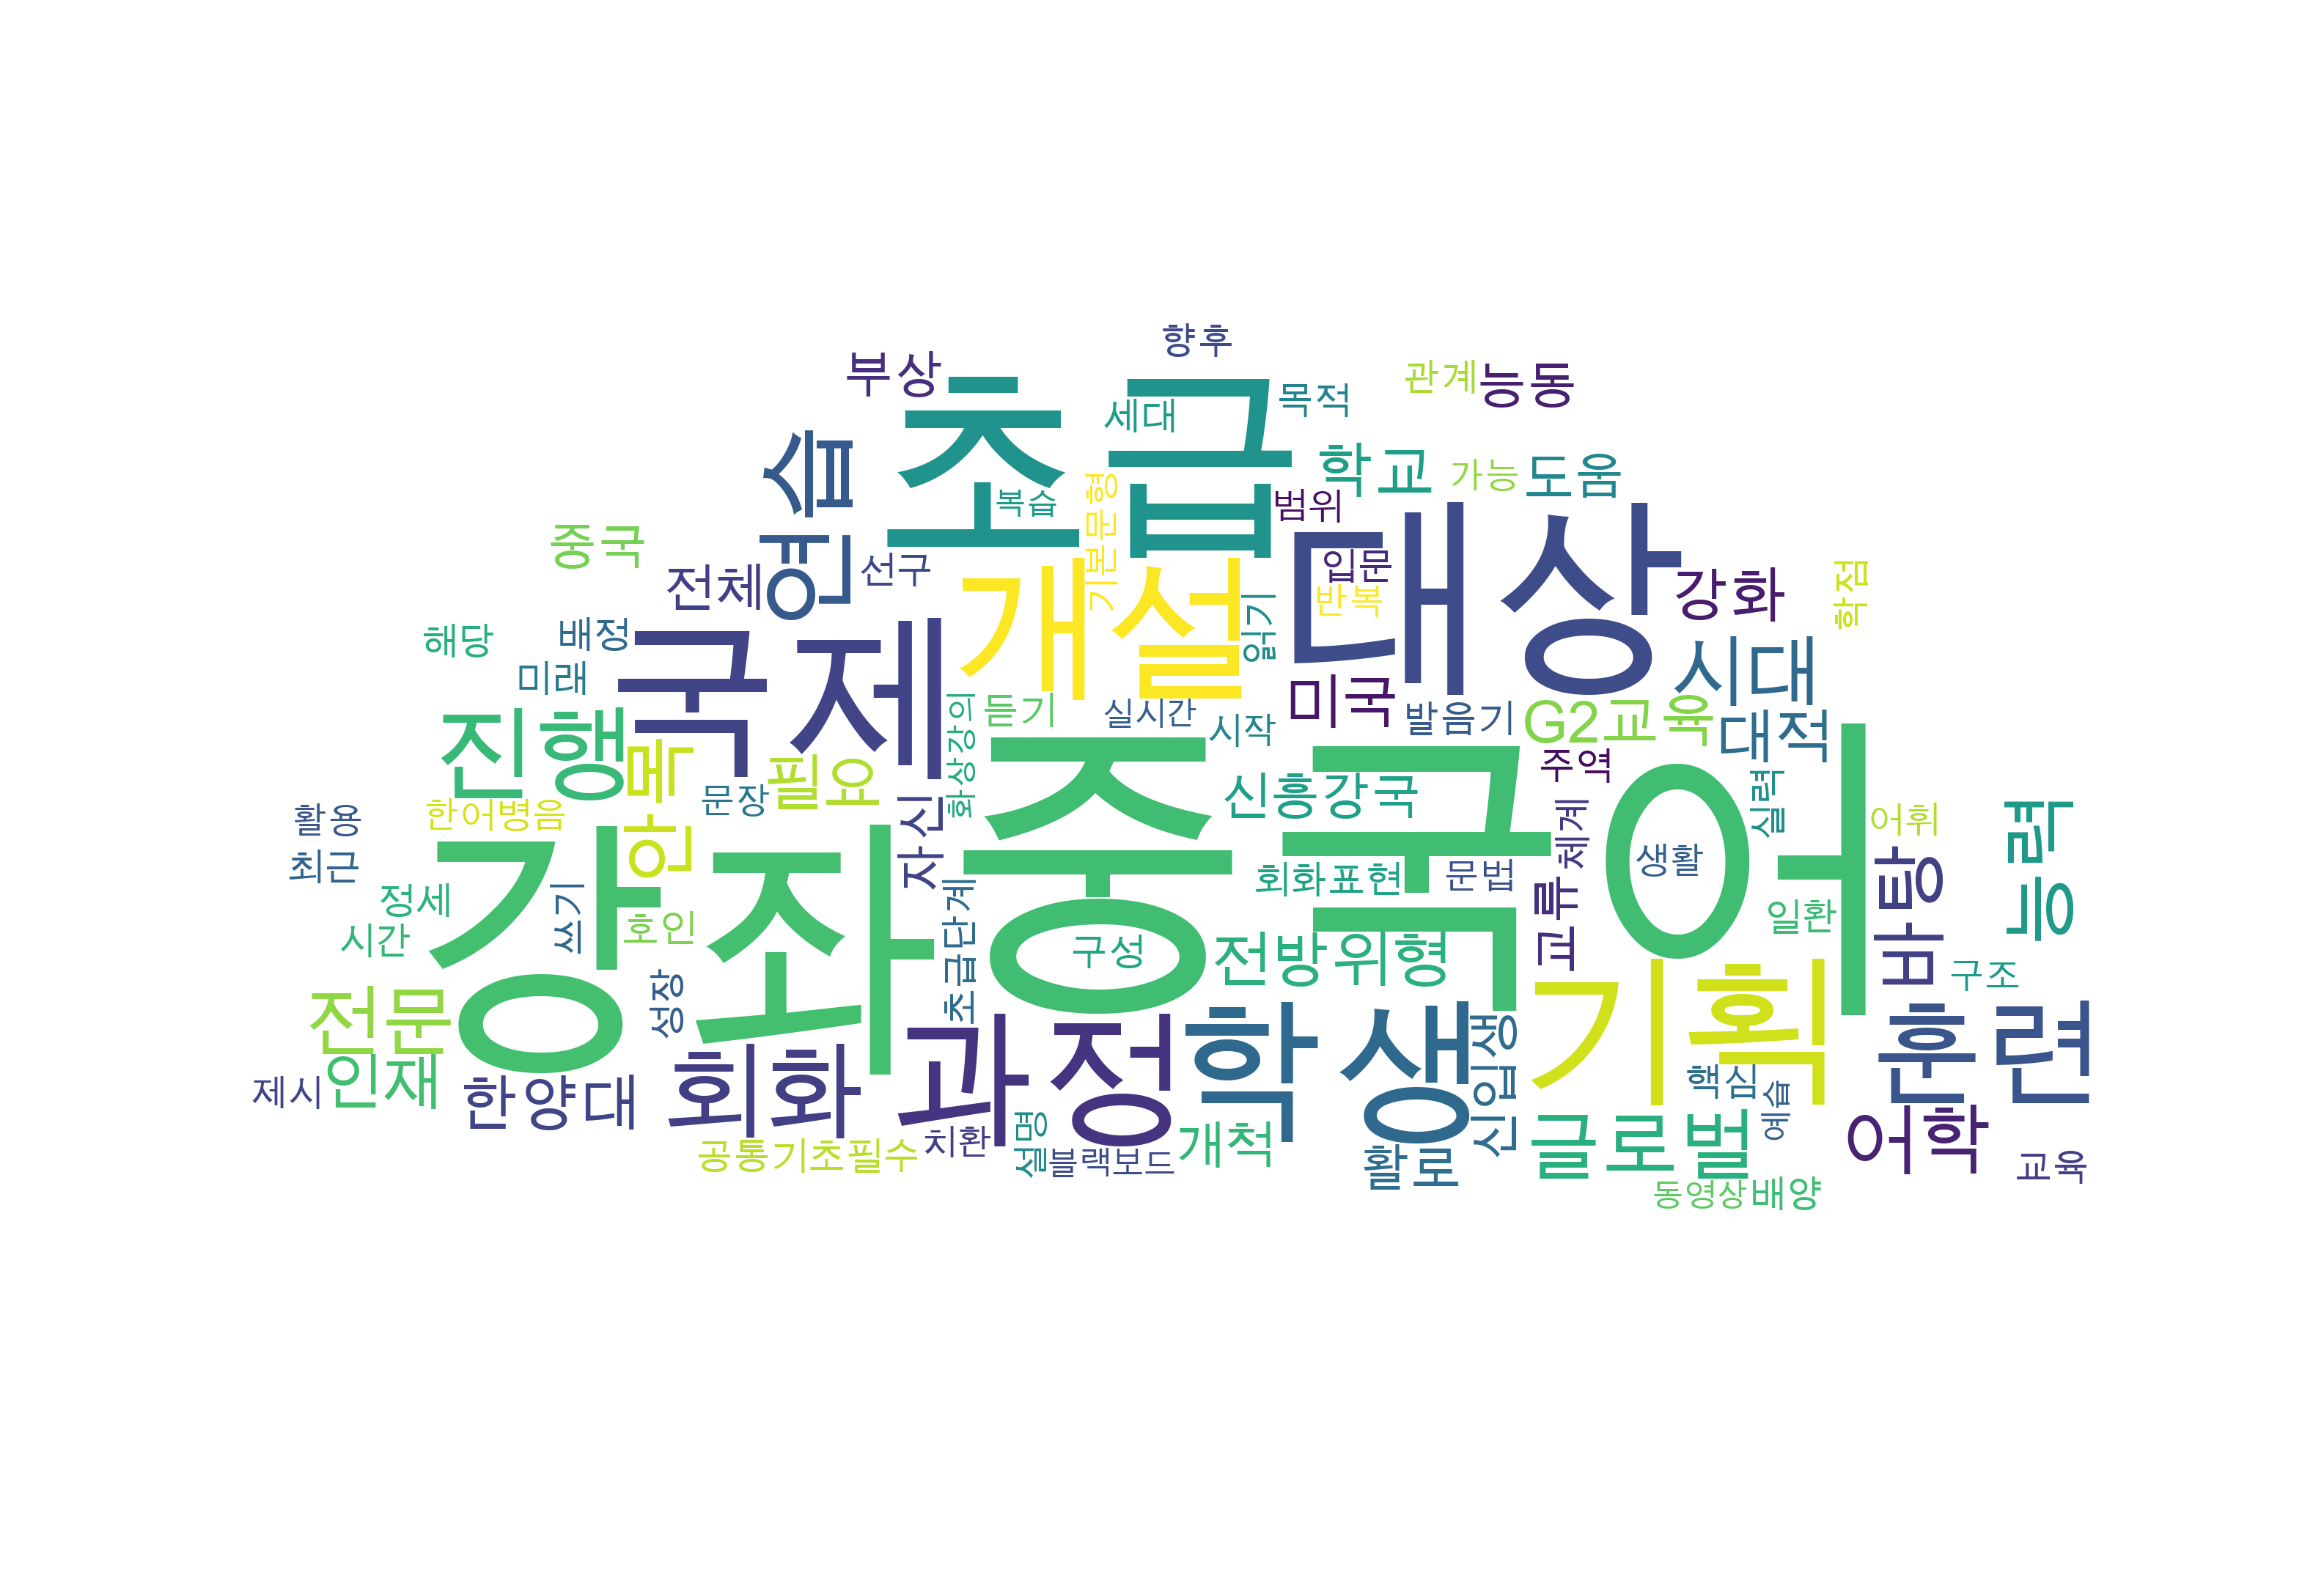 향후
부상
관계
능동
세대
목적
초급
연습
학교
가능
도움
기본문형
복습
범위
대상
중국
전체
선구
개설
입문
반복
강화
학점
해당
배정
미래
국제
읽기
시대
미국
진행
듣기
실시간
시작
발음기
G2교육
대적
안목
필요
화상강의
중국어
주역
신흥강국
실력
활용
한어병음
문장
자신
체계
어휘
능력
최근
강좌
회화표현
문법
생활
정세
쓰기
호인
초급단계
교류
일환
바탕
시간
구성
전방위형
구조
전문
성장
기획
훈련
인재
제시
한양대
회화
과정
학생
신입생
핵심
예습
글로벌
어학
공통기초필수
치환
설명
블랙보드
개척
활로
교육
동영상
배양